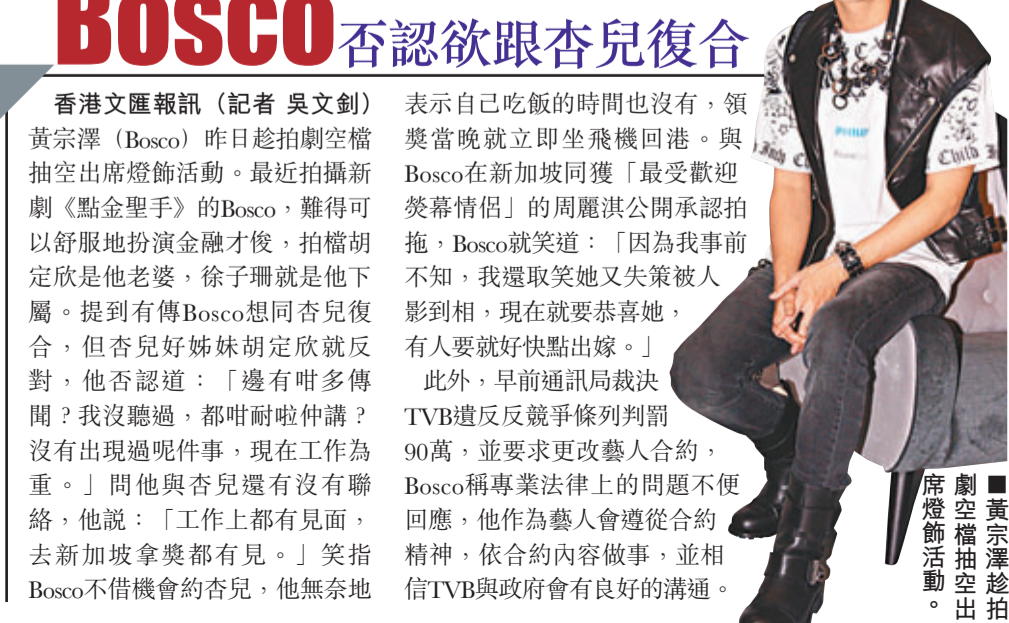 BOSCO否認欲跟杏兒復合
香港文匯報訊（記者 吳文釗）
黃宗澤（Bosco）昨日趁拍劇空檔
抽空出席燈飾活動。最近拍攝新
劇《點金聖手》的Bosco，難得可
以舒服地扮演金融才俊，拍檔胡
定欣是他老婆，徐子珊就是他下
屬。提到有傳Bosco想同杏兒復
合，但杏兒好姊妹胡定欣就反
對，他否認道：「邊有咁多傳
聞？我沒聽過，都咁耐啦仲講？
沒有出現過呢件事，現在工作為
重。」問他與杏兒還有沒有聯
絡，他說：「工作上都有見面，
去新加坡拿獎都有見。」笑指
Bosco不借機會約杏兒，他無奈地
表示自己吃飯的時間也沒有，領
獎當晚就立即坐飛機回港。與
Bosco在新加坡同獲「最受歡迎
熒幕情侶」的周麗淇公開承認拍
拖，Bosco就笑道：「因為我事前
不知，我還取笑她又失策被人
影到相，現在就要恭喜她，
有人要就好快點出嫁。」
此外，早前通訊局裁決
TVB遺反反競爭條列判罰
90萬，並要求更改藝人合約，
Bosco稱專業法律上的問題不便
回應，他作為藝人會遵從合約
精神，依合約內容做事，並相
信TVB與政府會有良好的溝通。
■黃宗澤趁拍
劇空檔抽空出
席燈飾活動。
Child